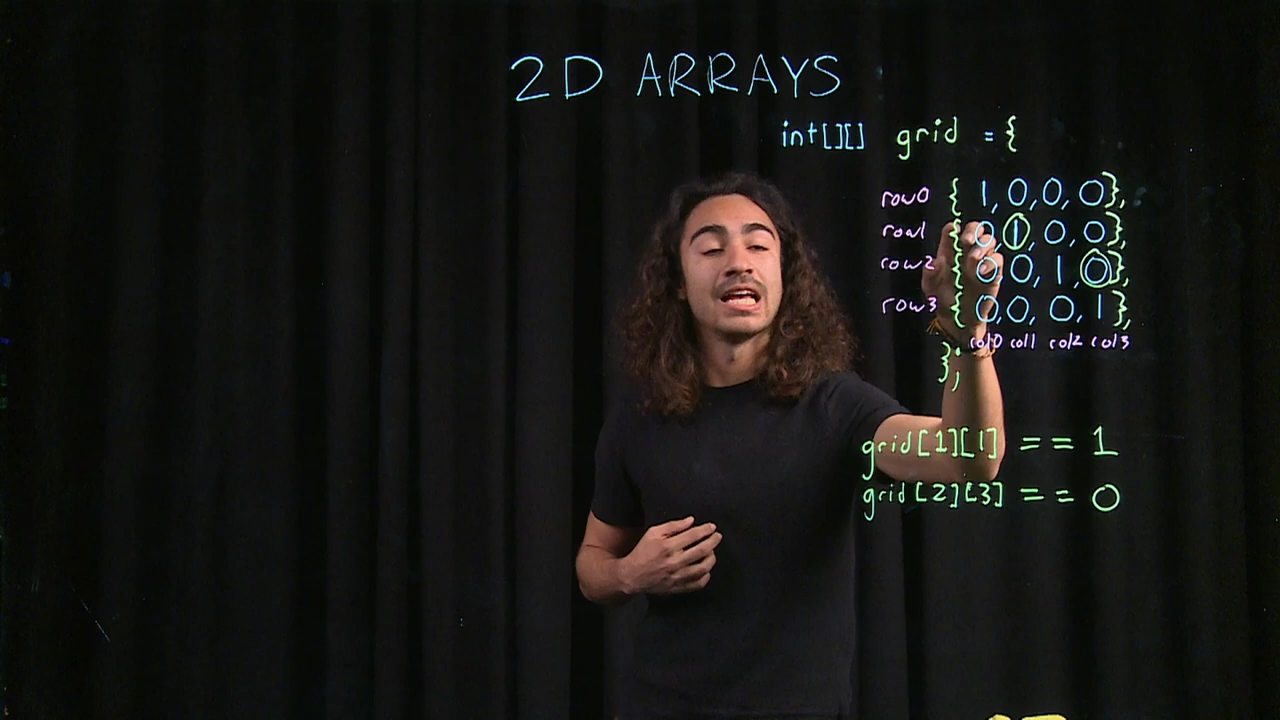 2D ARRAYS
int[][] grid = {
row0 { 1, 0, 0, 0},
row1 { 0, 1, 0, 0},
row2 { 0, 0, 1, 0},
row3 { 0, 0, 0, 1},
col0 col1 col2 col3
};
grid[1][1] == 1
grid[2][3] == 0